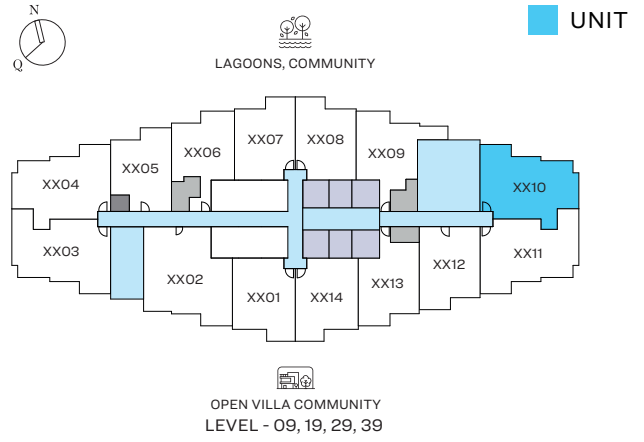 N
Q
UNIT
LAGOONS, COMMUNITY
XX07
XX08
XX06
XX09
XX05
XX04
XX10
XX03
XX11
XX02
XX12
XX01
XX14
XX13
OPEN VILLA COMMUNITY
LEVEL - 09, 19, 29, 39